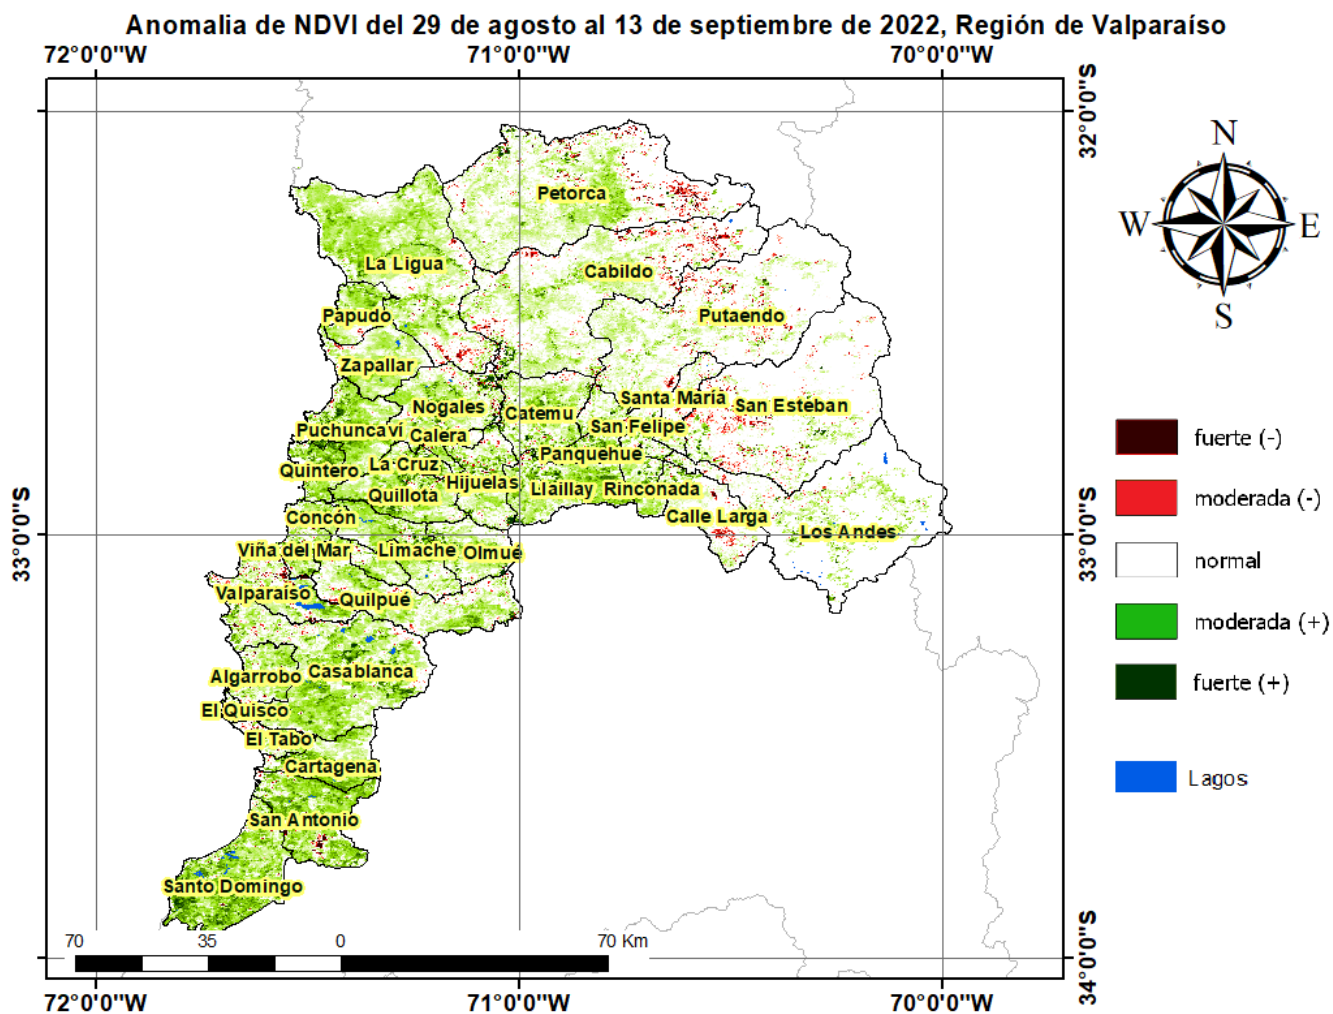 Anomalia de NDVI del 29 de agosto al 13 de septiembre de 2022, Región de Valparaíso
72°0'0"W 71°0'0"W 70°0'0"W
32°0'0"S
N
W E
S
Petorca
La Ligua
Cabildo
Papudo
Putaendo
Zapallar
Santa María
San Esteban
Nogales
Catemu
San Felipe
Puchuncaví
Calera
Panquehue
Quintero
La Cruz
Hijuelas
Quillota
Llaillay
Rinconada
Calle Larga
Concón
Los Andes
Viña del Mar
Limache
Olmué
Valparaíso
Quilpué
Algarrobo
Casablanca
El Quisco
El Tabo
Cartagena
San Antonio
Santo Domingo
fuerte (-)
moderada (-)
normal
moderada (+)
fuerte (+)
Lagos
33°0'0"S
33°0'0"S
70 35 0 70 Km
34°0'0"S
72°0'0"W 71°0'0"W 70°0'0"W